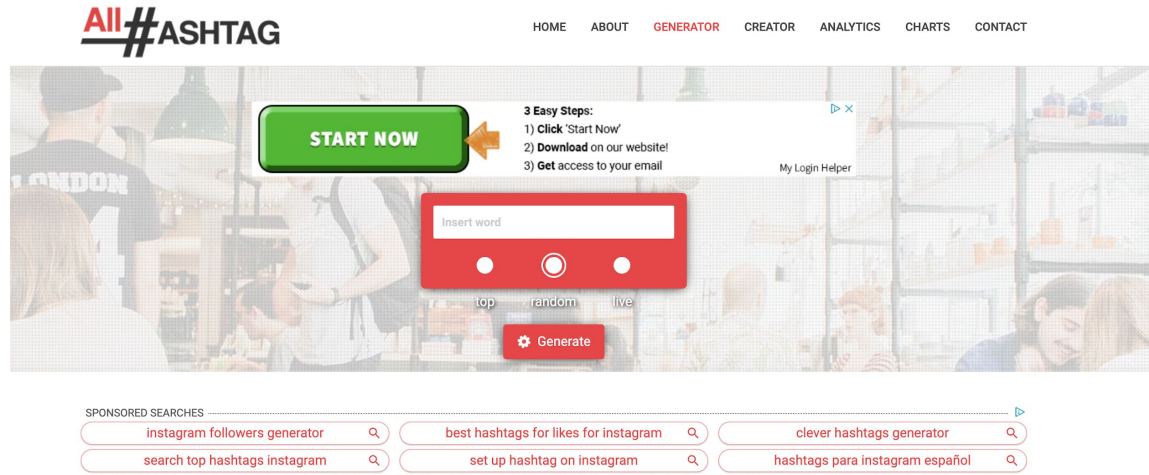 All#ASHTAG
HOME ABOUT GENERATOR CREATOR ANALYTICS CHARTS CONTACT
START NOW
3 Easy Steps:
1) Click 'Start Now'
2) Download on our website!
3) Get access to your email
My Login Helper
LONDON
Insert word
top random live
Generate
SPONSORED SEARCHES
instagram followers generator
best hashtags for likes for instagram
clever hashtags generator
search top hashtags instagram
set up hashtag on instagram
hashtags para instagram español